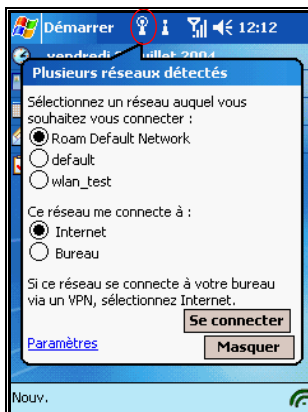 Démarrer 12:12
vendredi 2 juillet 2004
Plusieurs réseaux détectés
Sélectionnez un réseau auquel vous
souhaitez vous connecter :
Roam Default Network
default
wlan_test
Ce réseau me connecte à :
Internet
Bureau
Si ce réseau se connecte à votre bureau
via un VPN, sélectionnez Internet.
Se connecter
Paramètres Masquer
Nouv.